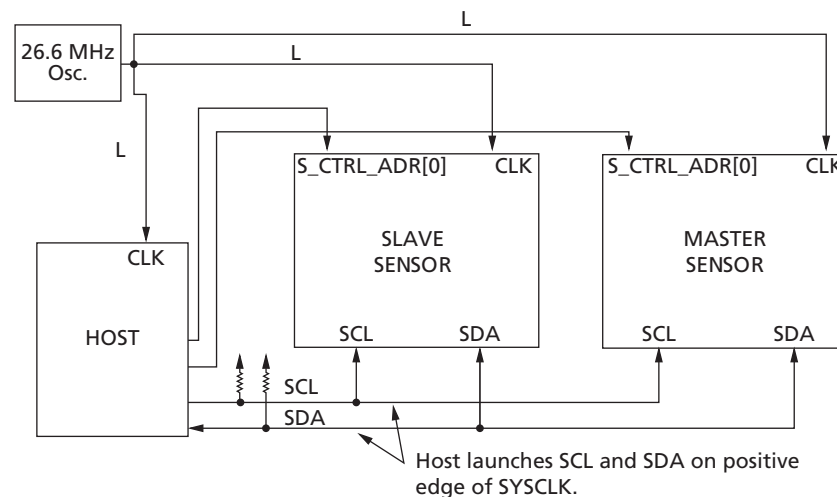 L
26.6 MHz
Osc.
L
L
S_CTRL_ADR[0]
CLK
S_CTRL_ADR[0]
CLK
SLAVE
SENSOR
MASTER
SENSOR
CLK
HOST
SCL
SDA
SCL
SDA
SCL
SDA
Host launches SCL and SDA on positive
edge of SYSCLK.